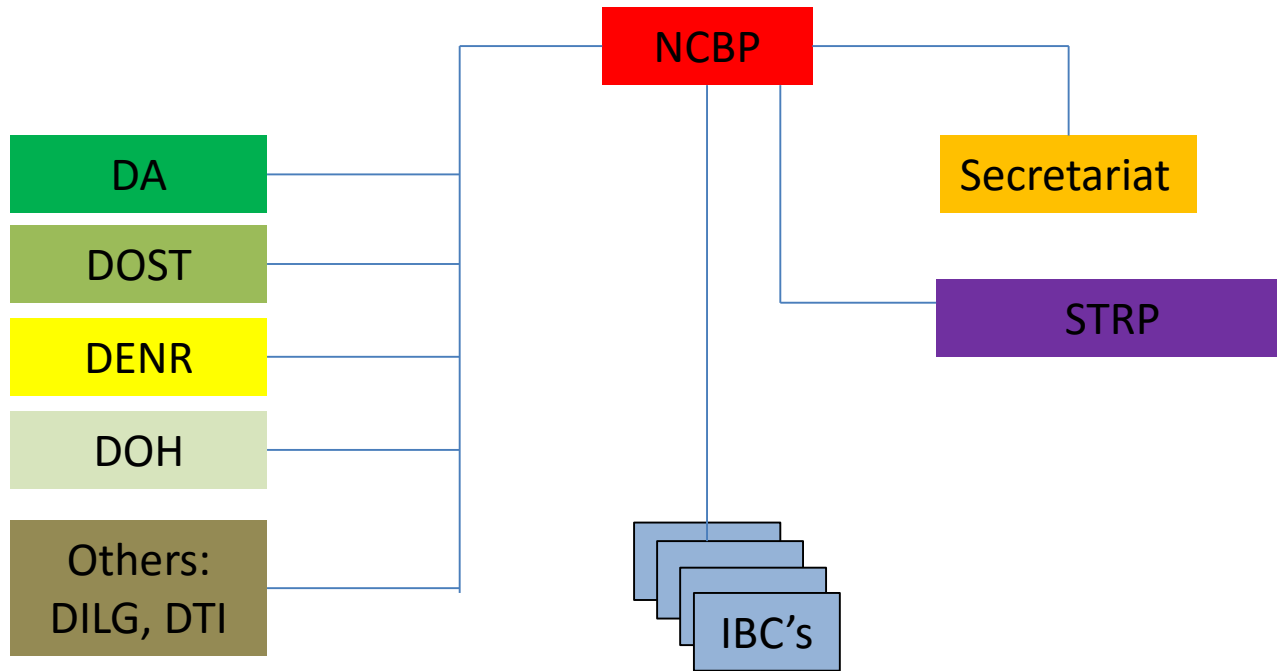 NCBP
DA
Secretariat
DOST
STRP
DENR
DOH
Others:
DILG, DTI
IBC’s